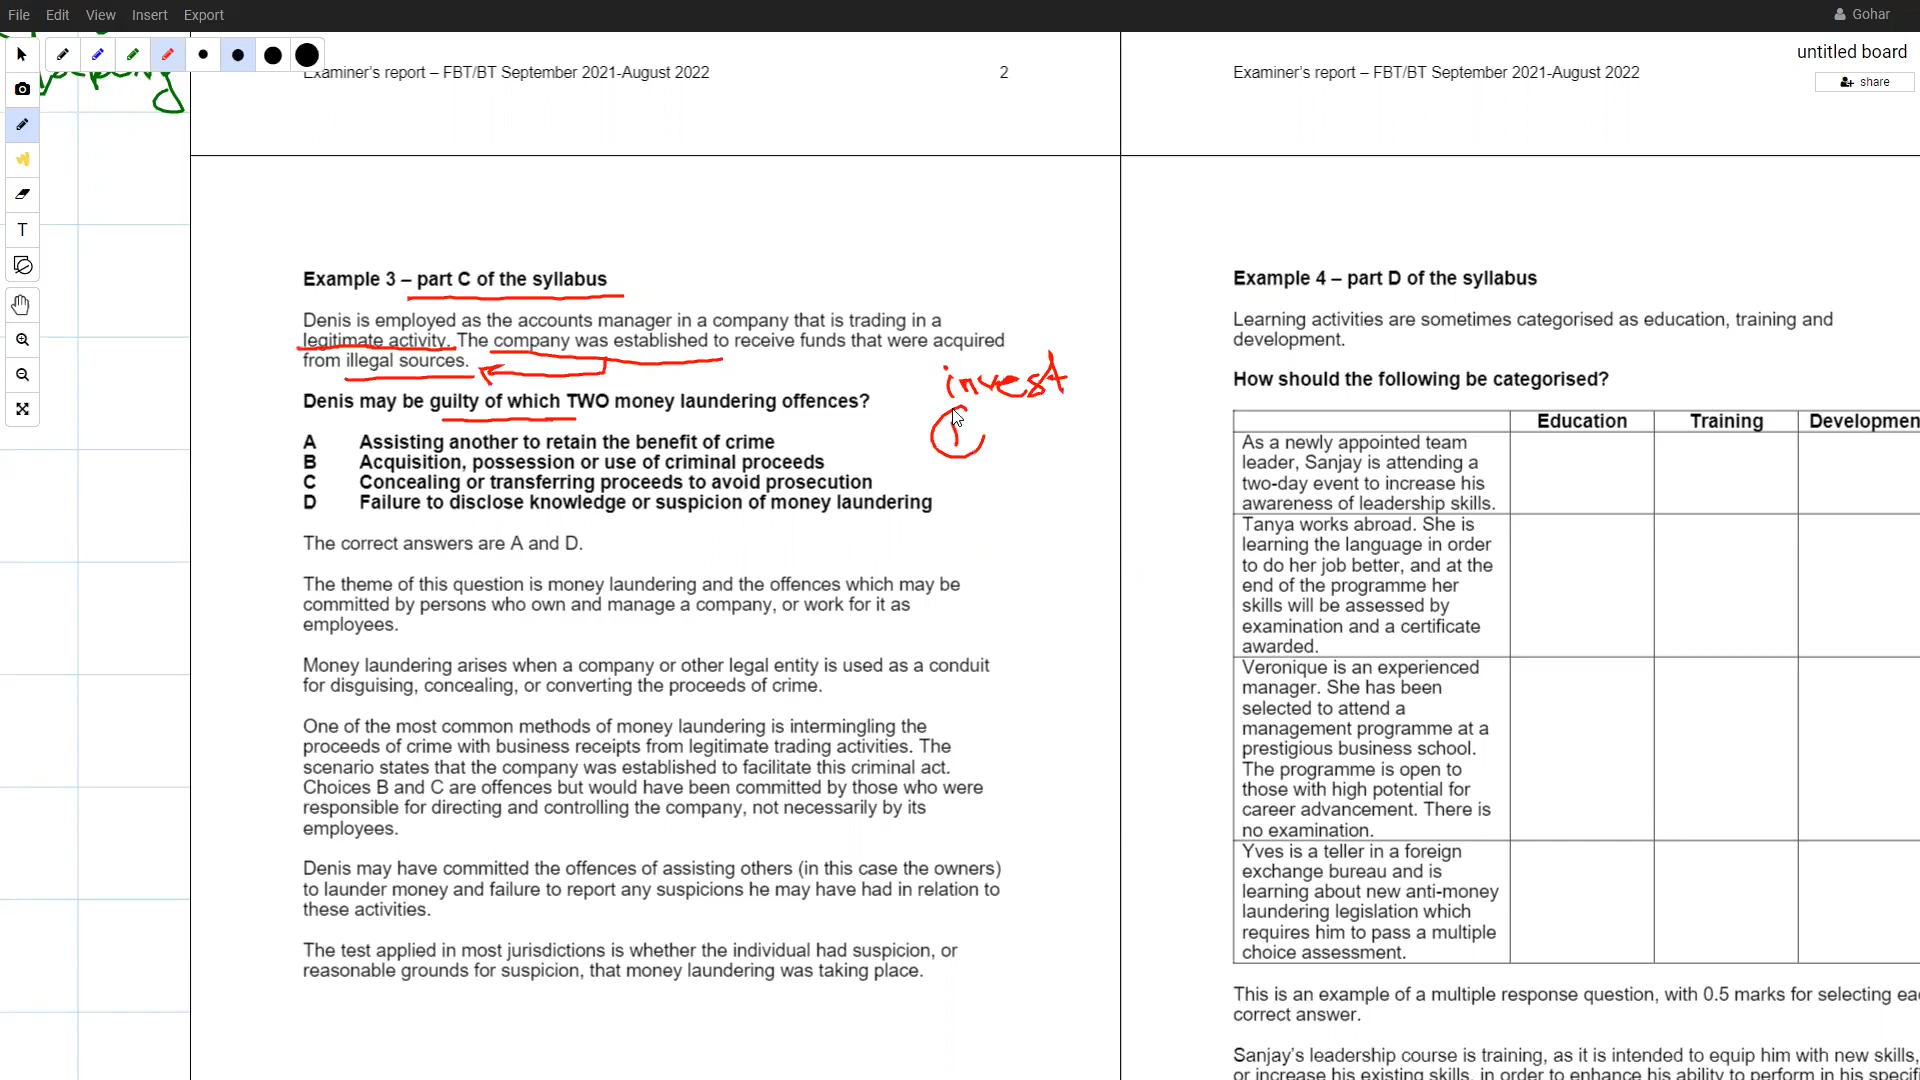 File Edit View Insert Export
Gohar
untitled board
share
T
Examiner's report – FBT/BT September 2021-August 2022 2
Example 3 – part C of the syllabus
Denis is employed as the accounts manager in a company that is trading in a
legitimate activity. The company was established to receive funds that were acquired
from illegal sources.
invest
Denis may be guilty of which TWO money laundering offences?
A Assisting another to retain the benefit of crime
B Acquisition, possession or use of criminal proceeds
C Concealing or transferring proceeds to avoid prosecution
D Failure to disclose knowledge or suspicion of money laundering
The correct answers are A and D.
The theme of this question is money laundering and the offences which may be
committed by persons who own and manage a company, or work for it as
employees.
Money laundering arises when a company or other legal entity is used as a conduit
for disguising, concealing, or converting the proceeds of crime.
One of the most common methods of money laundering is intermingling the
proceeds of crime with business receipts from legitimate trading activities. The
scenario states that the company was established to facilitate this criminal act.
Choices B and C are offences but would have been committed by those who were
responsible for directing and controlling the company, not necessarily by its
employees.
Denis may have committed the offences of assisting others (in this case the owners)
to launder money and failure to report any suspicions he may have had in relation to
these activities.
The test applied in most jurisdictions is whether the individual had suspicion, or
reasonable grounds for suspicion, that money laundering was taking place.
Examiner's report – FBT/BT September 2021-August 2022
Example 4 – part D of the syllabus
Learning activities are sometimes categorised as education, training and
development.
How should the following be categorised?
Education Training Developmen
As a newly appointed team
leader, Sanjay is attending a
two-day event to increase his
awareness of leadership skills.
Tanya works abroad. She is
learning the language in order
to do her job better, and at the
end of the programme her
skills will be assessed by
examination and a certificate
awarded.
Veronique is an experienced
manager. She has been
selected to attend a
management programme at a
prestigious business school.
The programme is open to
those with high potential for
career advancement. There is
no examination.
Yves is a teller in a foreign
exchange bureau and is
learning about new anti-money
laundering legislation which
requires him to pass a multiple
choice assessment.
This is an example of a multiple response question, with 0.5 marks for selecting eac
correct answer.
Sanjay's leadership course is training, as it is intended to equip him with new skills,
or increase his existing skills, in order to enhance his ability to perform in his specif